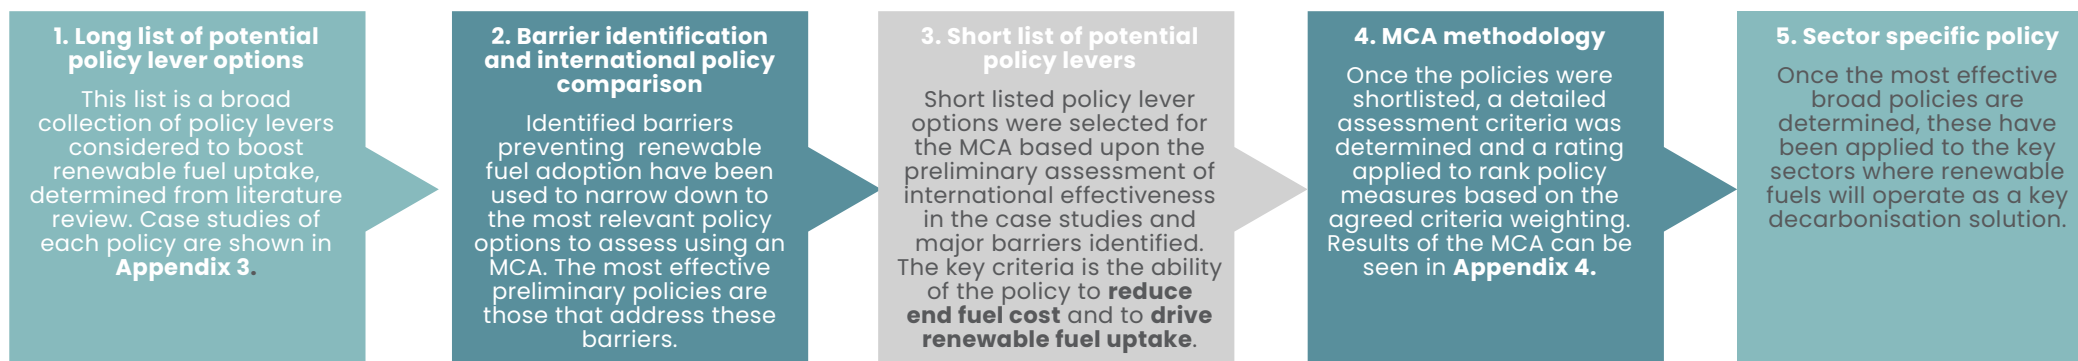 1. Long list of potential
policy lever options
This list is a broad
collection of policy levers
considered to boost
renewable fuel uptake,
determined from literature
review. Case studies of
each policy are shown in
Appendix 3.
2. Barrier identification
and international policy
comparison
Identified barriers
preventing renewable
fuel adoption have been
used to narrow down to
the most relevant policy
options to assess using an
MCA. The most effective
preliminary policies are
those that address these
barriers.
3. Short list of potential
policy levers
Short listed policy lever
options were selected for
the MCA based upon the
preliminary assessment of
international effectiveness
in the case studies and
major barriers identified.
The key criteria is the ability
of the policy to reduce
end fuel cost and to drive
renewable fuel uptake.
4. MCA methodology
Once the policies were
shortlisted, a detailed
assessment criteria was
determined and a rating
applied to rank policy
measures based on the
agreed criteria weighting.
Results of the MCA can be
seen in Appendix 4.
5. Sector specific policy
Once the most effective
broad policies are
determined, these have
been applied to the key
sectors where renewable
fuels will operate as a key
decarbonisation solution.